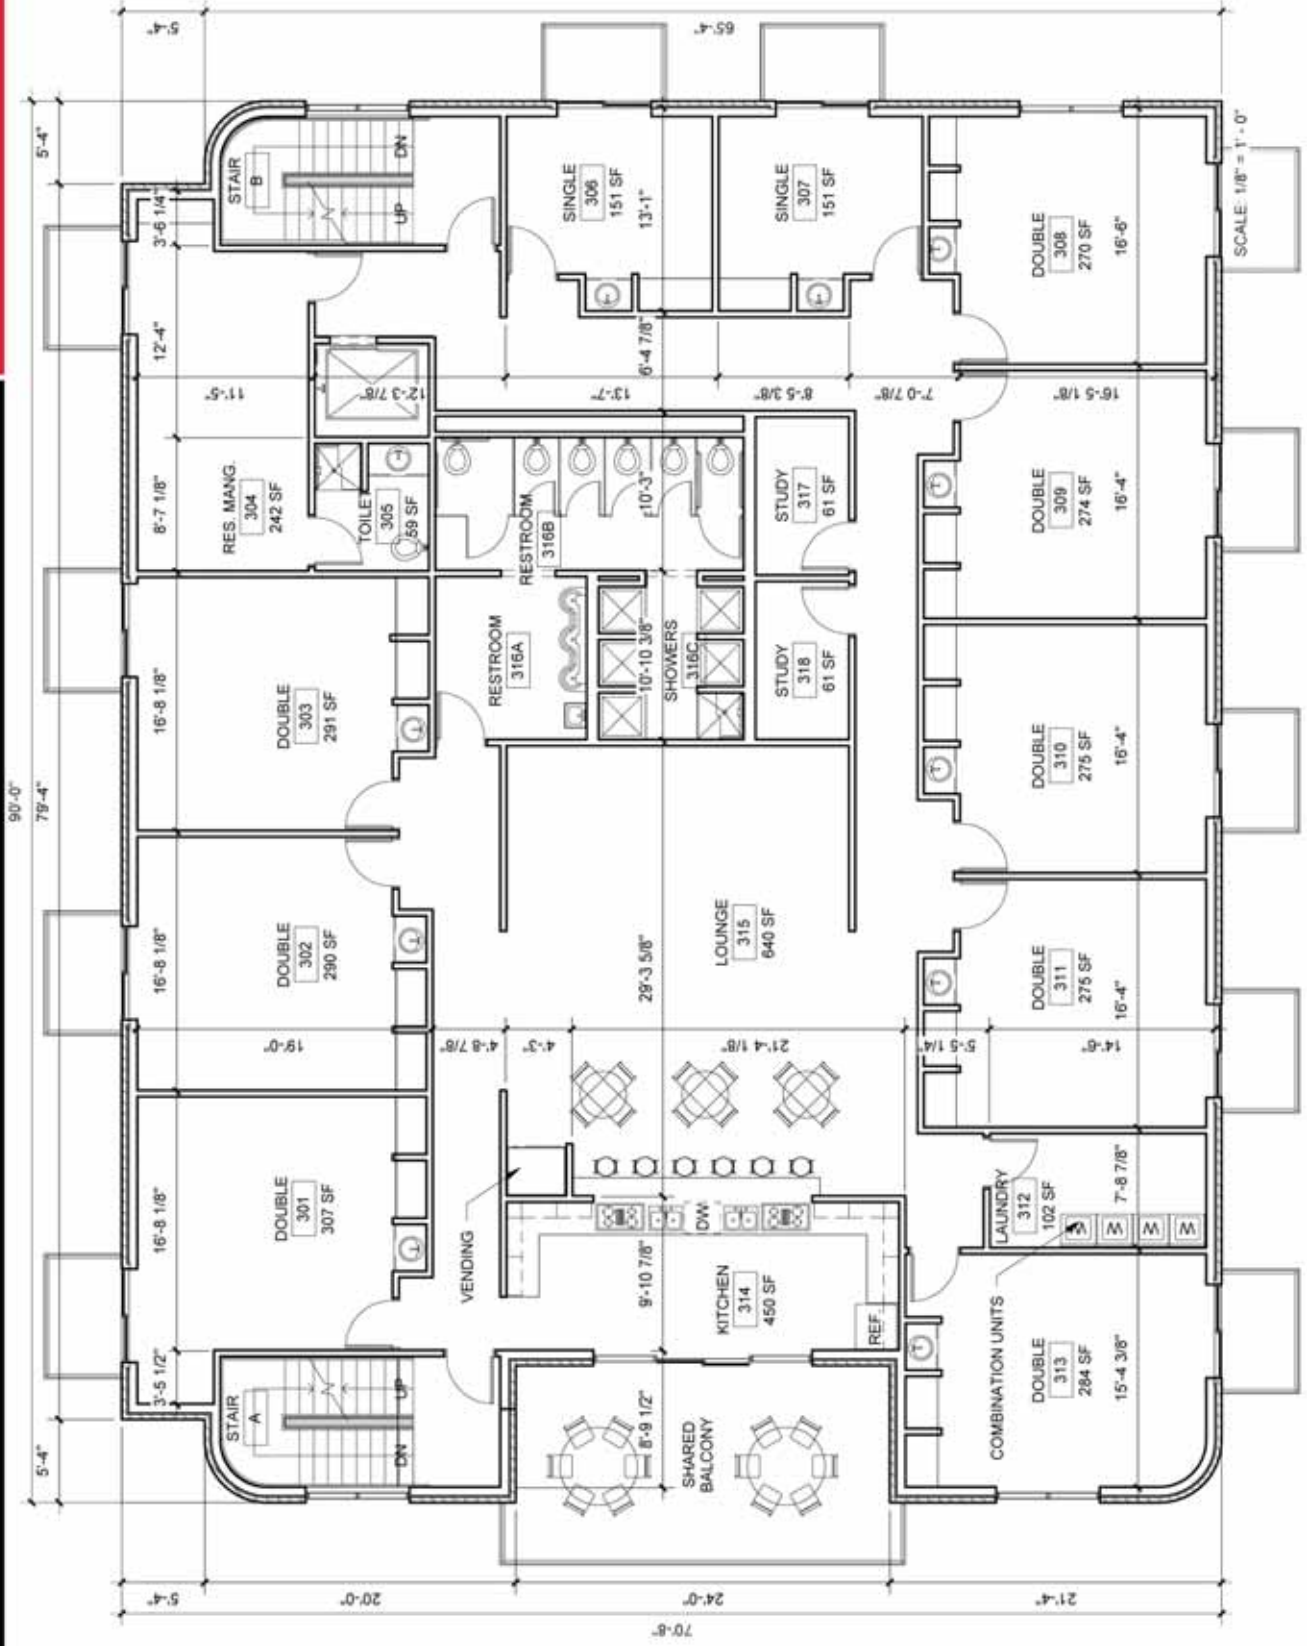 5'-4"
65'-4"
90'-0"
79'-4"
5'-4"
5'-4"
SCALE: 1/8" = 1' - 0"
STAIR
B
DN
UP
3'-6 1/4"
12'-4"
8'-7 1/8"
16'-8 1/8"
16'-8 1/8"
16'-8 1/8"
3'-5 1/2"
SINGLE
306
151 SF
13'-1"
SINGLE
307
151 SF
DOUBLE
308
270 SF
16'-6"
6'-4 7/8"
11'-5"
12'-3 7/8"
13'-7"
8'-5 3/8"
7'-0 7/8"
16'-5 1/8"
RES. MANG.
304
242 SF
TOILET
305
59 SF
RESTROOM
316B
10'-3"
STUDY
317
61 SF
DOUBLE
309
274 SF
16'-4"
DOUBLE
303
291 SF
RESTROOM
316A
10'-10 3/8"
SHOWERS
316C
STUDY
318
61 SF
DOUBLE
310
275 SF
16'-4"
DOUBLE
302
290 SF
LOUNGE
315
640 SF
29'-3 5/8"
DOUBLE
311
275 SF
16'-4"
19'-0"
4'-8 7/8"
4'-3"
21'-4 1/8"
5'-5 1/4"
14'-6"
DOUBLE
301
307 SF
VENDING
DW
KITCHEN
314
450 SF
9'-10 7/8"
REF.
LAUNDRY
312
102 SF
7'-8 7/8"
W
W
W
W
COMBINATION UNITS
STAIR
A
UP
DN
8'-9 1/2"
SHARED
BALCONY
DOUBLE
313
284 SF
15'-4 3/8"
T
T
T
T
T
T
T
T
T
T
5'-4"
20'-0"
24'-0"
21'-4"
70'-8"